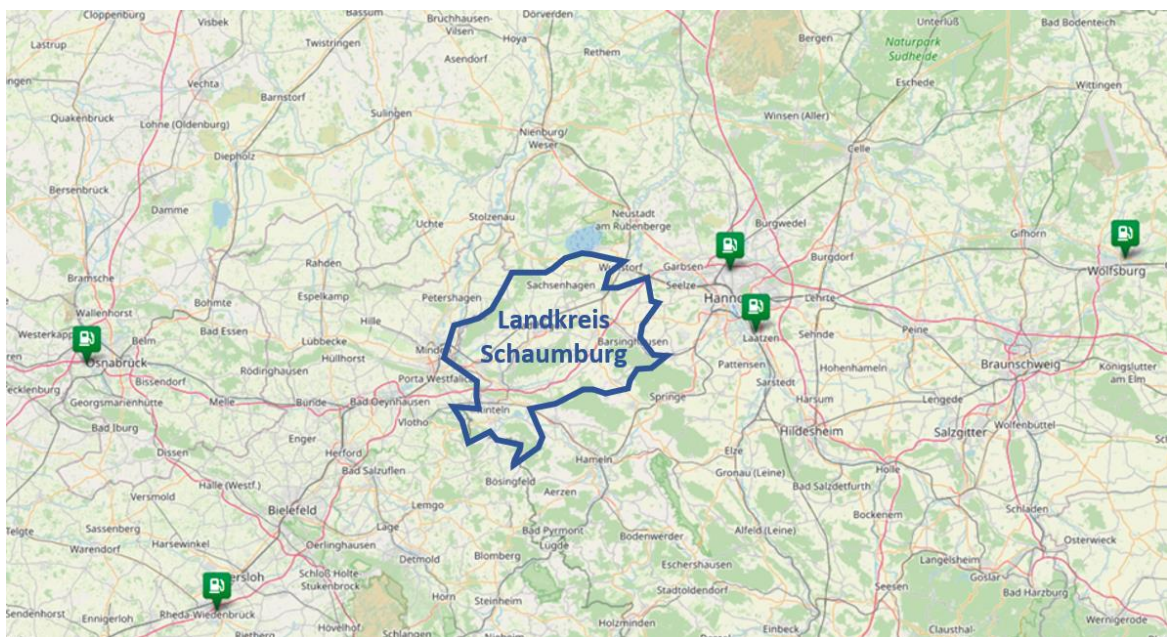 Cloppenburg
Visbek
Bassum
Bruchhausen-
Vilsen
Dörverden
Hoya
Unterlüß
Bad Bodenteich
Lastrup
Twistringen
Asendorf
Rethem
Bergen
Naturpark
Südheide
Eschede
Wittingen
Vechta
Barnstorf
Quakenbrück
Lohne (Oldenburg)
Sulingen
Nienburg/
Weser
Winsen (Aller)
Celle
Diepholz
Bersenbrück
Damme
Uchte
Stolzenau
Neustadt
am Rübenberge
Burgwedel
Gifhorn
Bramsche
Rahden
Garbsen
Burgdorf
Wolfsburg
Bohmte
Espelkamp
Petershagen
Sachsenhagen
Seelze
Lehrte
Wallenhorst
Hille
Landkreis
Schaumburg
Westerkapp
Belm
Bad Essen
Lübbecke
Barsinghausen
Laatzen
Sehnde
Peine
Osnabrück
Hüllhorst
Rödinghausen
Porta Westfalica
Pattensen
Hohenhameln
Braunschweig
Königslutter
am Elm
Bissendorf
Georgsmarienhütte
Melle
Bünde
Bad Oeynhausen
Vlotho
Springe
Sarstedt
Harsum
Lengede
Wolfenbüttel
Bad Iburg
Enger
Herford
Hildesheim
Salzgitter
Dissen
Bad Salzuflen
Hameln
Elze
Gronau (Leine)
Holle
Halle (Westf.)
Bösingfeld
Aerzen
Bad Salzdetfurth
Versmold
Lemgo
Bielefeld
Bockenem
Schladen
Telgte
Sassenberg
Harsewinkel
Lage
Bad Pyrmont
Lügde
Bodenwerder
Alfeld (Leine)
Osterwieck
Warendorf
Oerlinghausen
Detmold
Blomberg
Eschershausen
Langelsheim
Goslar
Schloß Holte-
Stukenbrock
Horn
Steinheim
Stadtoldendorf
Seesen
Bad Harzburg
Sendenhorst
Ennigerloh
Rheda-Wiedenbrück
Rietberg
Hövelhof
Schlangen
Holzminden
Einbeck
Clausthal-
Wernigerode